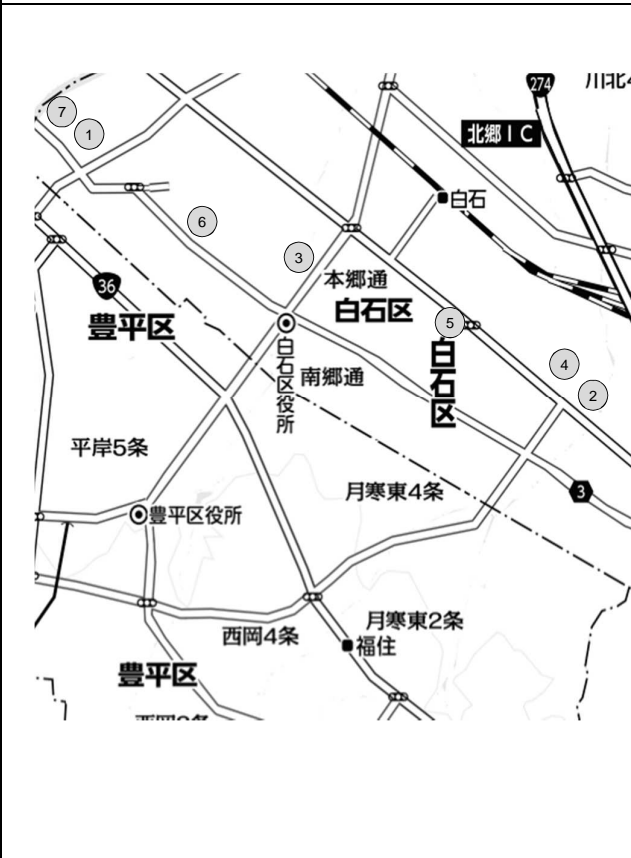 274
川北
北郷IC
7
1
白石
6
3
本郷通
36
白石区
豊平区
5
白石区
白石区役所
南郷通
4
2
平岸5条
月寒東4条
3
豊平区役所
月寒東2条
西岡4条
福住
豊平区